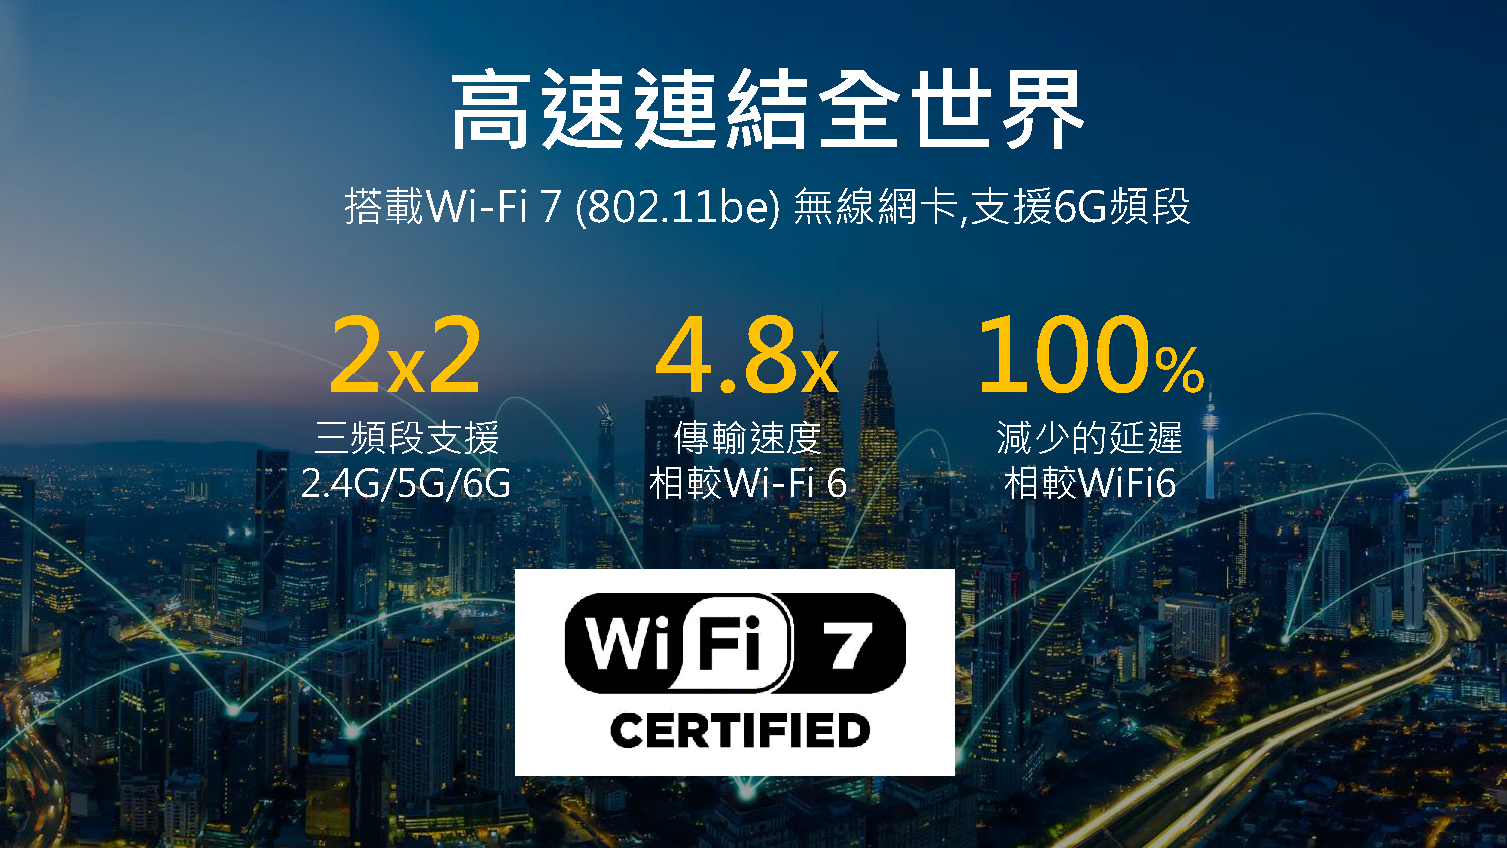 高速連結全世界
搭載Wi-Fi 7 (802.11be) 無線網卡,支援6G頻段
2x2
三頻段支援
2.4G/5G/6G
4.8x
傳輸速度
相較Wi-Fi 6
100%
減少的延遲
相較WiFi6
Wi Fi 7
CERTIFIED